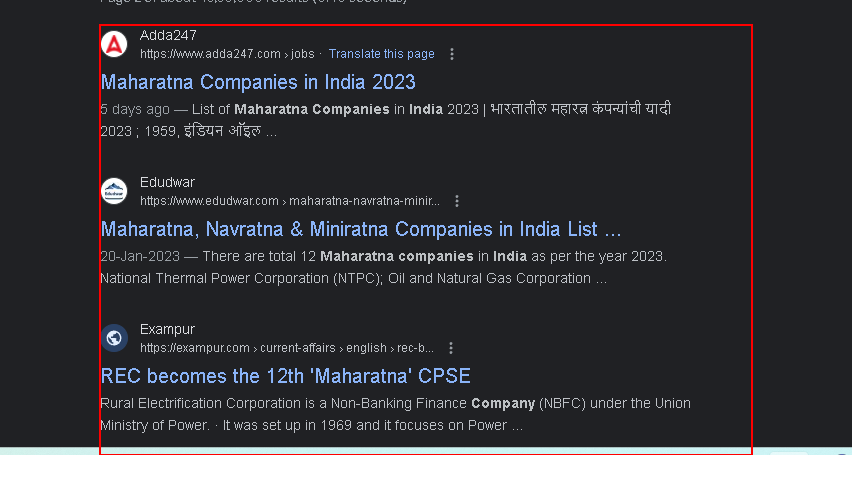 Adda247
https://www.adda247.com › jobs · Translate this page
Maharatna Companies in India 2023
5 days ago — List of Maharatna Companies in India 2023 | भारतातील महारत्न कंपन्यांची यादी
2023 ; 1959, इंडियन ऑइल ...
Edudwar
https://www.edudwar.com › maharatna-navratna-minir...
Maharatna, Navratna & Miniratna Companies in India List ...
20-Jan-2023 — There are total 12 Maharatna companies in India as per the year 2023.
National Thermal Power Corporation (NTPC); Oil and Natural Gas Corporation ...
Exampur
https://exampur.com › current-affairs › english › rec-b...
REC becomes the 12th 'Maharatna' CPSE
Rural Electrification Corporation is a Non-Banking Finance Company (NBFC) under the Union
Ministry of Power. · It was set up in 1969 and it focuses on Power ...